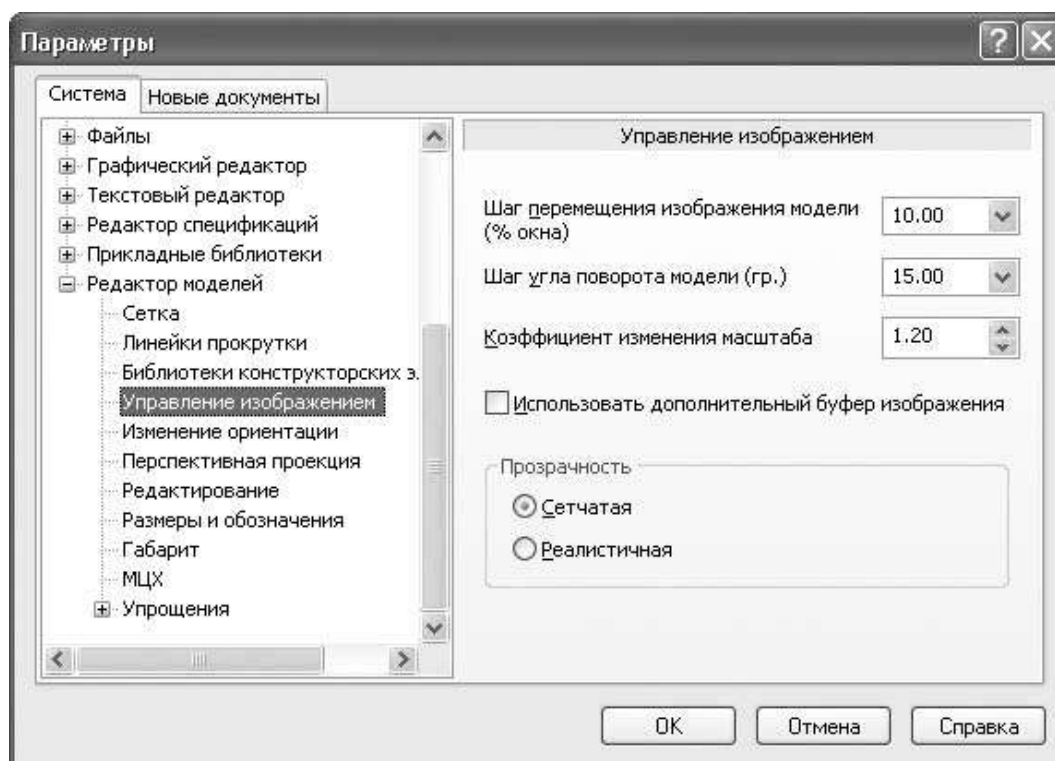 Параметры
Система
Новые документы
Файлы
Графический редактор
Текстовый редактор
Редактор спецификаций
Прикладные библиотеки
Редактор моделей
Сетка
Линейки прокрутки
Библиотеки конструкторских э.
Управление изображением
Изменение ориентации
Перспективная проекция
Редактирование
Размеры и обозначения
Габарит
МЦХ
Упрощения
Управление изображением
Шаг перемещения изображения модели
(% окна)
10.00
Шаг угла поворота модели (гр.)
15.00
Коэффициент изменения масштаба
1.20
Использовать дополнительный буфер изображения
Прозрачность
Сетчатая
Реалистичная
OK
Отмена
Справка